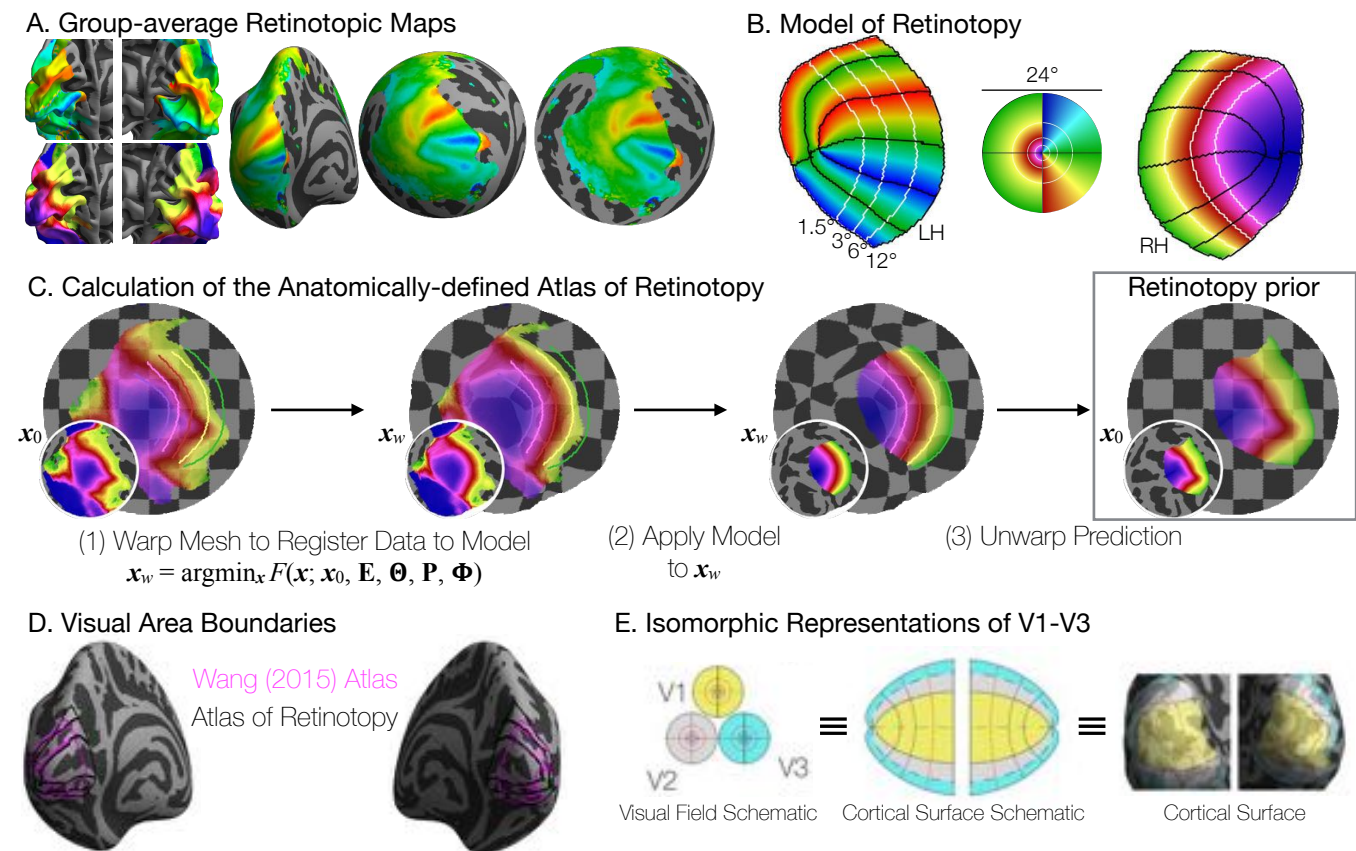 A. Group-average Retinotopic Maps
B. Model of Retinotopy
24°
1.5°
3°
6°
12°
LH
RH
C. Calculation of the Anatomically-defined Atlas of Retinotopy
Retinotopy prior
x0
xw
xw
x0
(1) Warp Mesh to Register Data to Model
xw = argminx F(x; x0, E, Θ, P, Φ)
(2) Apply Model
to xw
(3) Unwarp Prediction
D. Visual Area Boundaries
Wang (2015) Atlas
Atlas of Retinotopy
E. Isomorphic Representations of V1-V3
V1
V2
V3
≡
≡
Visual Field Schematic
Cortical Surface Schematic
Cortical Surface